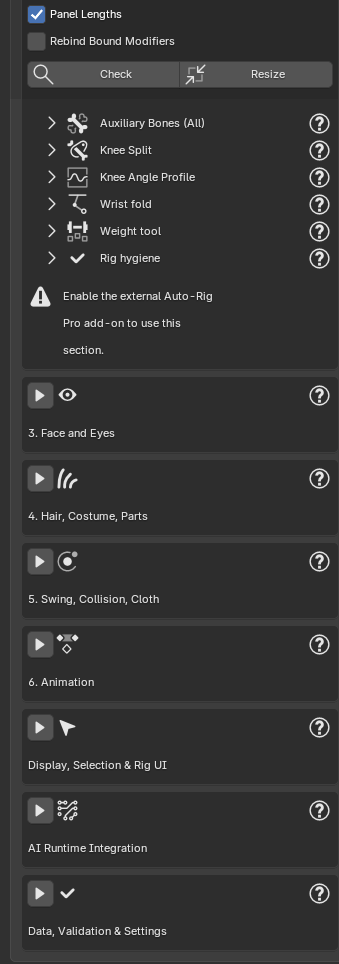 Panel Lengths
Rebind Bound Modifiers
Check Resize
Auxiliary Bones (All)
Knee Split
Knee Angle Profile
Wrist fold
Weight tool
Rig hygiene
Enable the external Auto-Rig
Pro add-on to use this
section.
3. Face and Eyes
4. Hair, Costume, Parts
5. Swing, Collision, Cloth
6. Animation
Display, Selection & Rig UI
AI Runtime Integration
Data, Validation & Settings